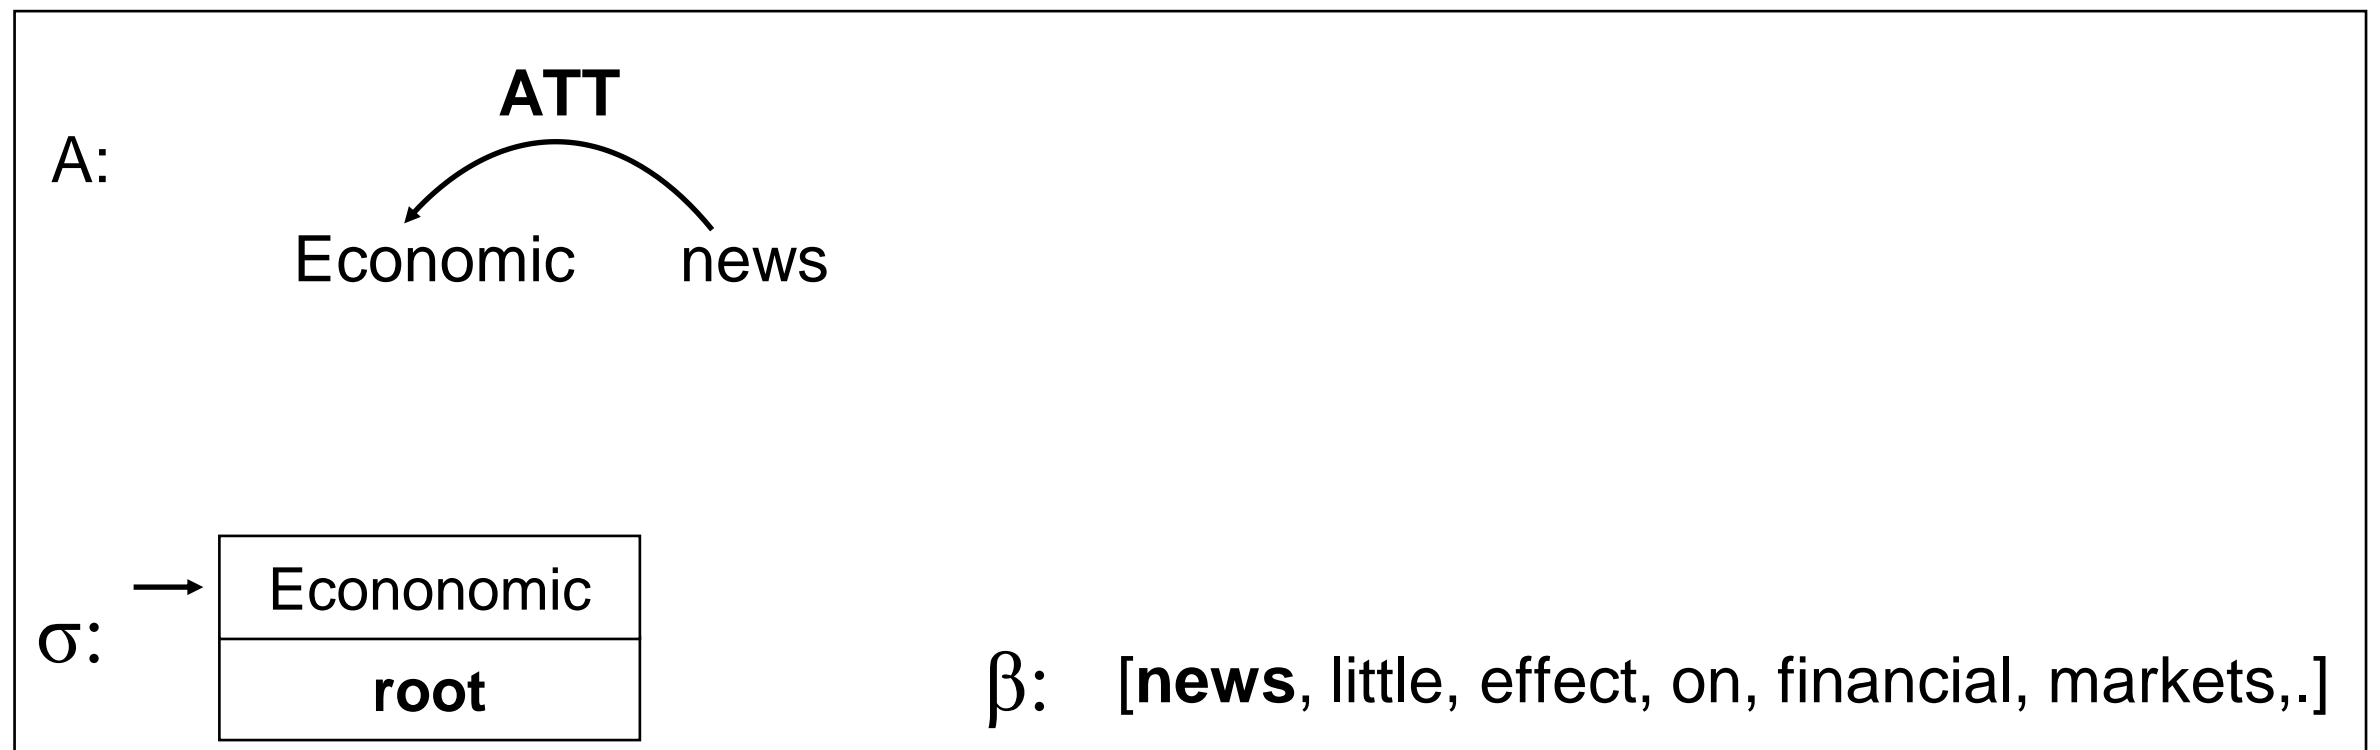 ATT
A:
Economic news
Econonomic
σ:
root
β: [news, little, effect, on, financial, markets,.]